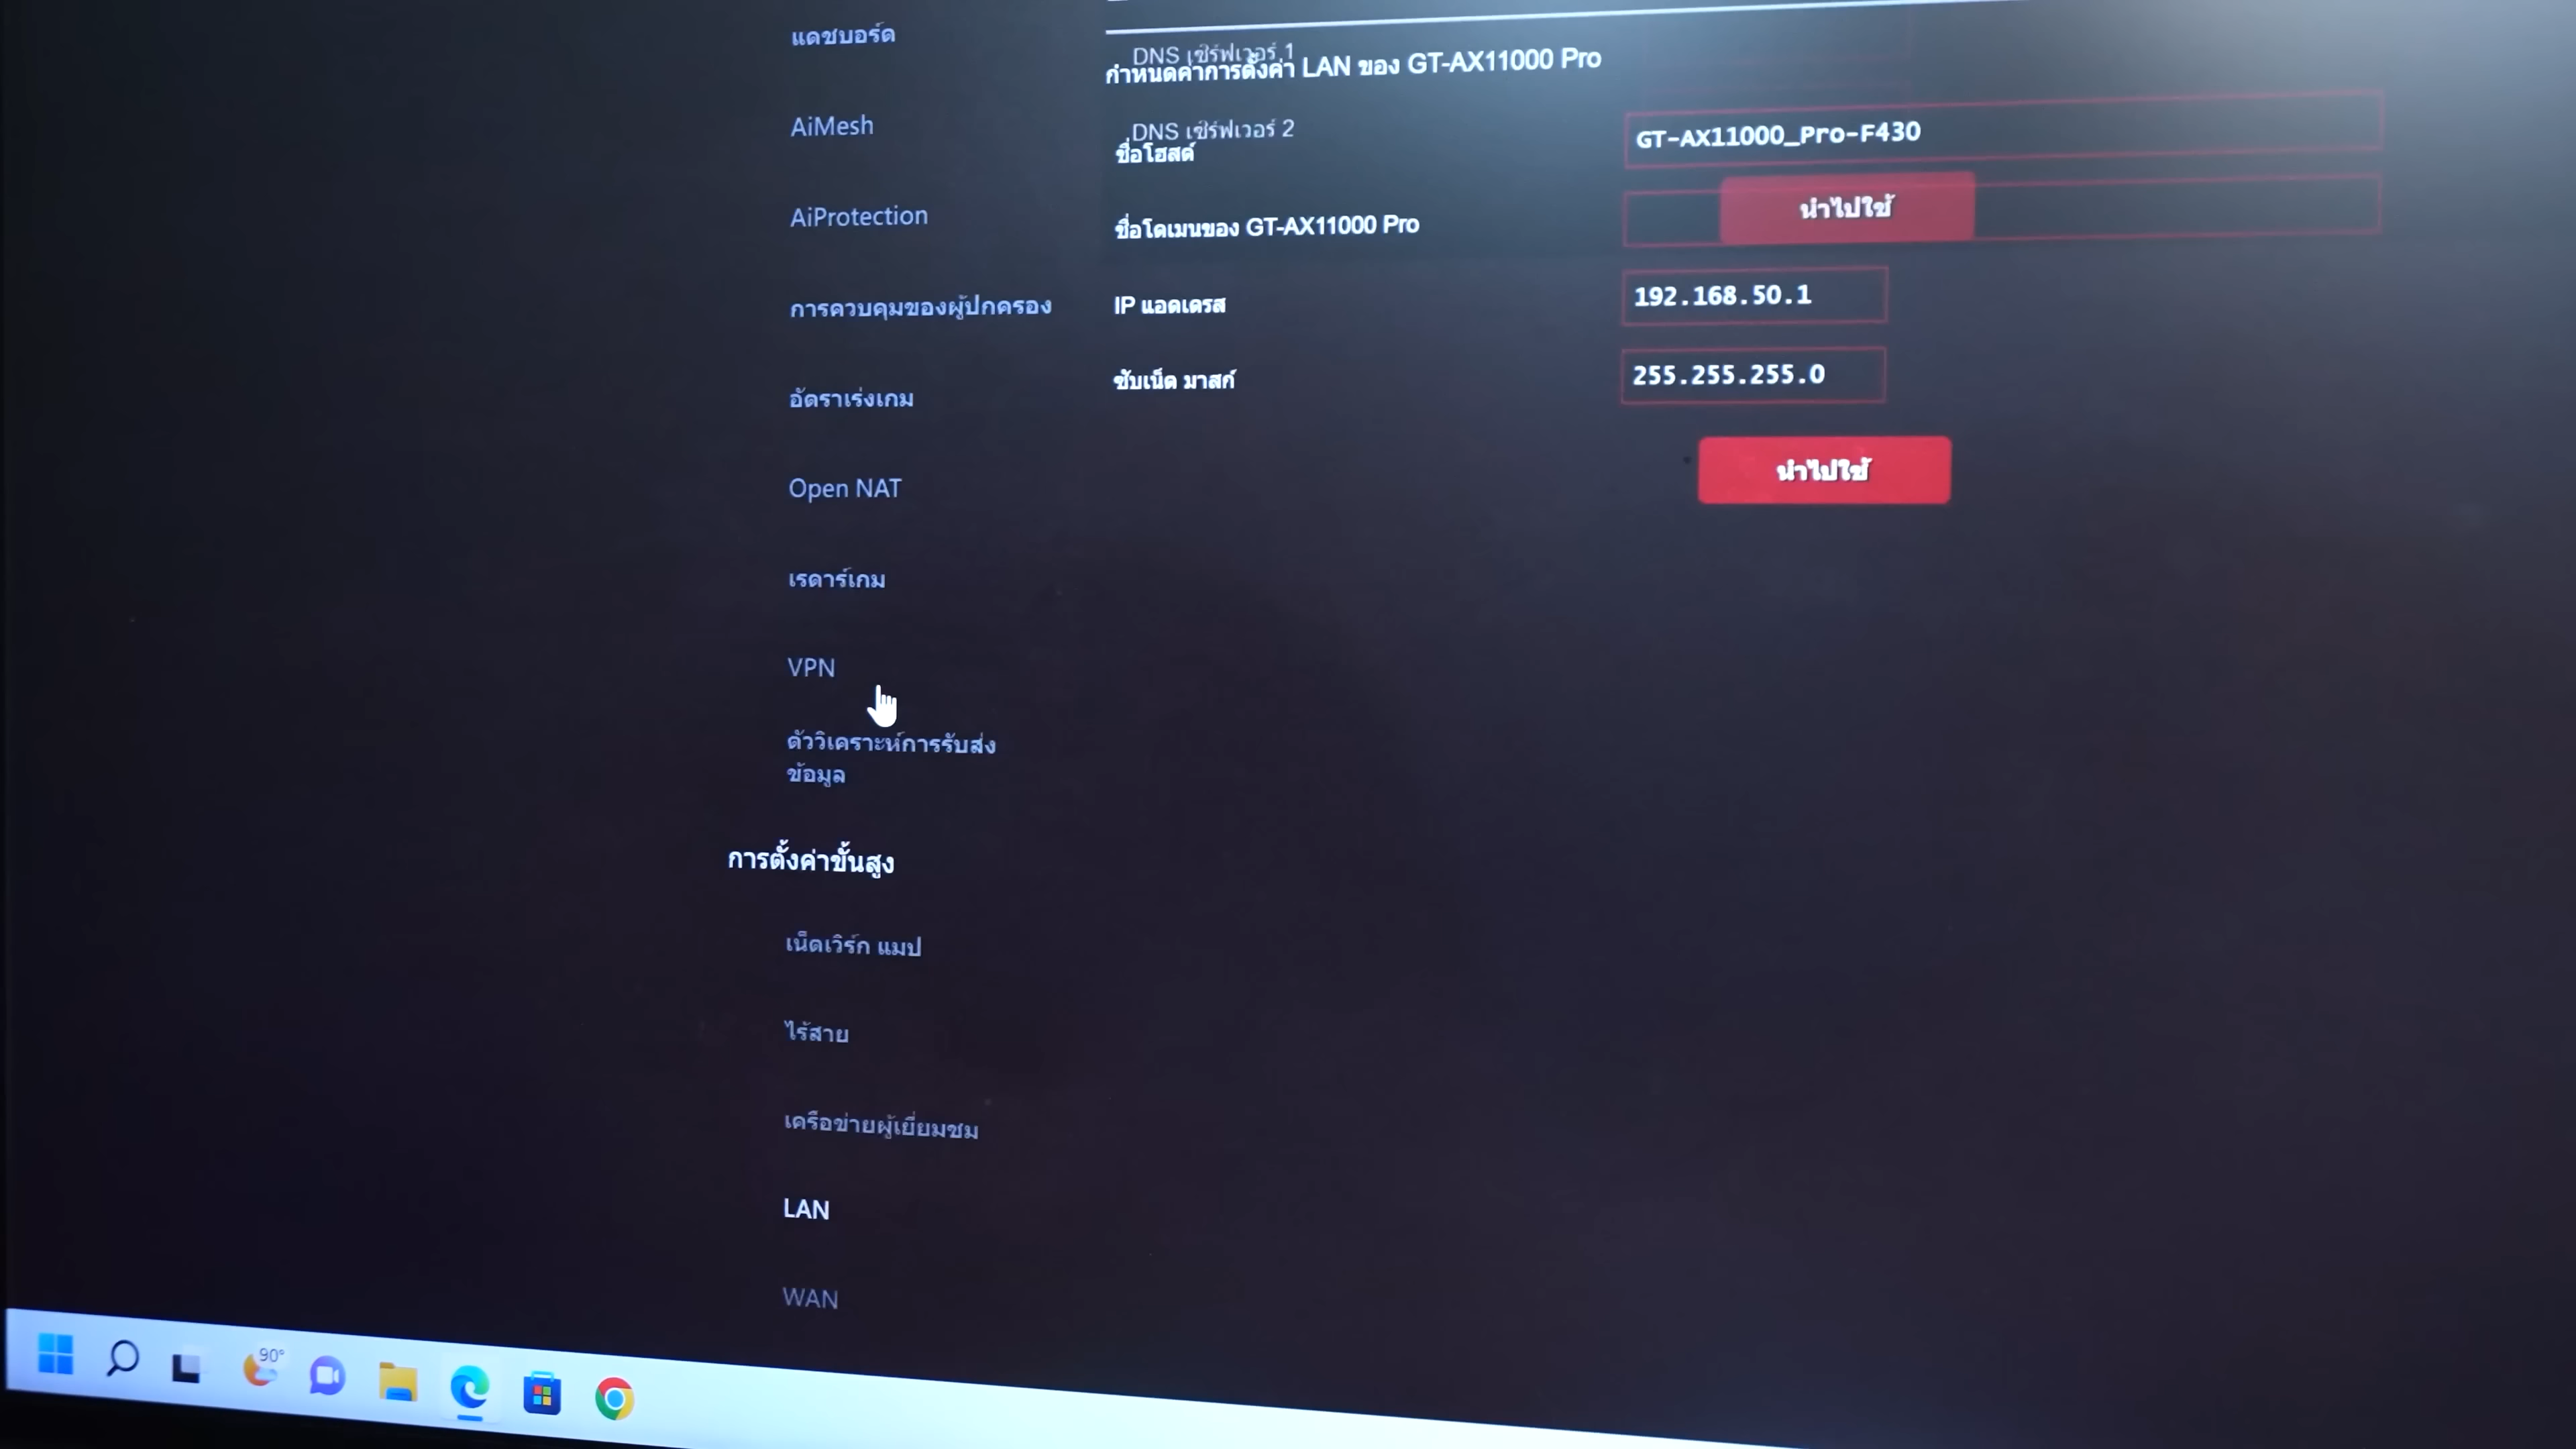 แดชบอร์ด
AiMesh
AiProtection
การควบคุมของผู้ปกครอง
อัตราเร่งเกม
Open NAT
เรดาร์เกม
VPN
ตัววิเคราะห์การรับส่ง
ข้อมูล
การตั้งค่าขั้นสูง
เน็ตเวิร์ก แมป
ไร้สาย
เครือข่ายผู้เยี่ยมชม
LAN
WAN
DNS เซิร์ฟเวอร์ 1
กำหนดค่าการตั้งค่า LAN ของ GT-AX11000 Pro
DNS เซิร์ฟเวอร์ 2
ชื่อโฮสต์
GT-AX11000_Pro-F430
ชื่อโดเมนของ GT-AX11000 Pro
นำไปใช้
IP แอดเดรส
192.168.50.1
ซับเน็ต มาสก์
255.255.255.0
นำไปใช้
90°